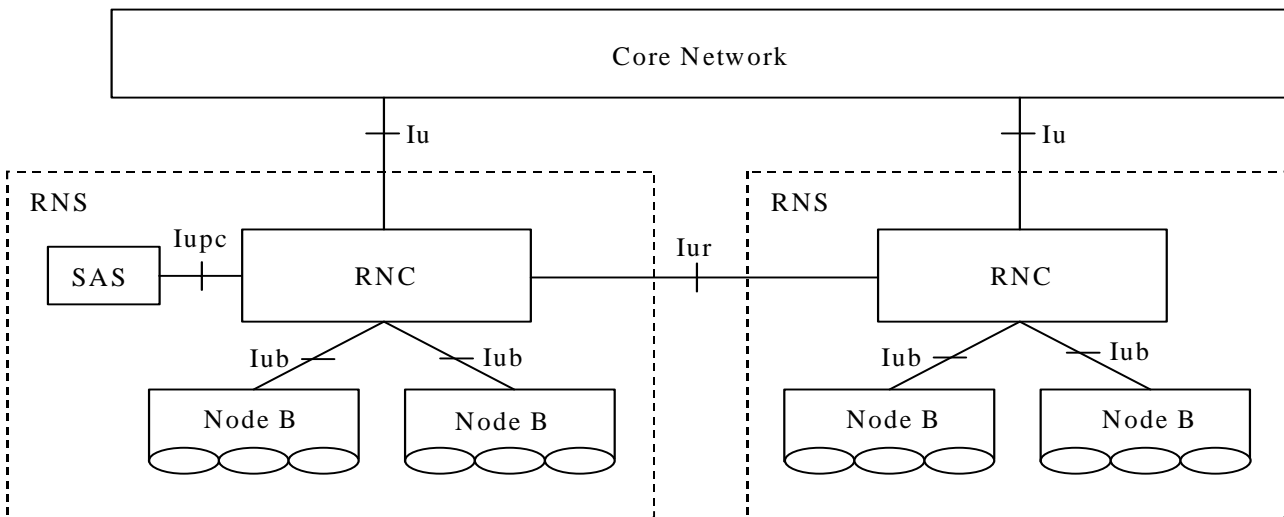 Core Network
Iu
Iu
RNS
RNS
Iupc
Iur
SAS
RNC
RNC
Iub
Iub
Iub
Iub
Node B
Node B
Node B
Node B